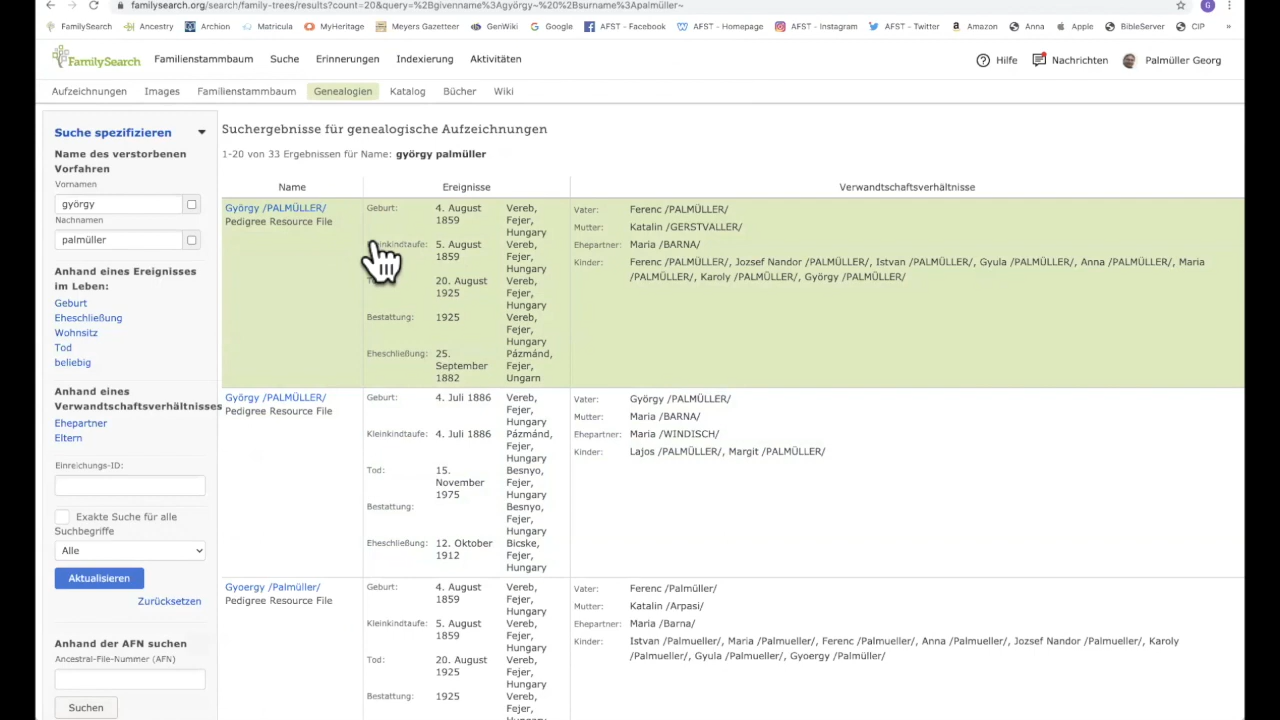 familysearch.org/search/family-trees/results?count=20&query=%2Bgivenname%3Agyörgy~%20%2Bsurname%3Apalmüller~
G
FamilySearch Ancestry Archion Matricula MyHeritage Meyers Gazetteer GenWiki Google AFST - Facebook AFST - Homepage AFST - Instagram AFST - Twitter Amazon Anna Apple BibleServer CIP »
FamilySearch Familienstammbaum Suche Erinnerungen Indexierung Aktivitäten Hilfe Nachrichten Palmüller Georg
Aufzeichnungen Images Familienstammbaum Genealogien Katalog Bücher Wiki
Suche spezifizieren
Name des verstorbenen
Vorfahren
Vornamen
györgy
Nachnamen
palmüller
Anhand eines Ereignisses
im Leben:
Geburt
Eheschließung
Wohnsitz
Tod
beliebig
Anhand eines
Verwandtschaftsverhältnisses
Ehepartner
Eltern
Einreichungs-ID:
Exakte Suche für alle
Suchbegriffe
Alle
Aktualisieren
Zurücksetzen
Anhand der AFN suchen
Ancestral-File-Nummer (AFN)
Suchen
Suchergebnisse für genealogische Aufzeichnungen
1-20 von 33 Ergebnissen für Name: györgy palmüller
Name Ereignisse Verwandtschaftsverhältnisse
György /PALMÜLLER/
Pedigree Resource File
Geburt: 4. August
1859
Vereb,
Fejer,
Hungary
5. August
1859
Vereb,
Fejer,
Hungary
20. August
1925
Vereb,
Fejer,
Hungary
Bestattung: 1925
Vereb,
Fejer,
Hungary
Eheschließung: 25.
September
1882
Pázmánd,
Fejer,
Ungarn
Vater: Ferenc /PALMÜLLER/
Mutter: Katalin /GERSTVALLER/
Ehepartner: Maria /BARNA/
Kinder: Ferenc /PALMÜLLER/, Jozsef Nandor /PALMÜLLER/, Istvan /PALMÜLLER/, Gyula /PALMÜLLER/, Anna /PALMÜLLER/, Maria
/PALMÜLLER/, Karoly /PALMÜLLER/, György /PALMÜLLER/
György /PALMÜLLER/
Pedigree Resource File
Geburt: 4. Juli 1886
Vereb,
Fejer,
Hungary
Kleinkindtaufe: 4. Juli 1886
Pázmánd,
Fejer,
Hungary
Tod: 15.
November
1975
Besnyo,
Fejer,
Hungary
Bestattung:
Besnyo,
Fejer,
Hungary
Eheschließung: 12. Oktober
1912
Bicske,
Fejer,
Hungary
Vater: György /PALMÜLLER/
Mutter: Maria /BARNA/
Ehepartner: Maria /WINDISCH/
Kinder: Lajos /PALMÜLLER/, Margit /PALMÜLLER/
Gyoergy /Palmüller/
Pedigree Resource File
Geburt: 4. August
1859
Vereb,
Fejer,
Hungary
Kleinkindtaufe: 5. August
1859
Vereb,
Fejer,
Hungary
Tod: 20. August
1925
Vereb,
Fejer,
Hungary
Bestattung: 1925
Vereb,
Fejer,
Vater: Ferenc /Palmüller/
Mutter: Katalin /Arpasi/
Ehepartner: Maria /Barna/
Kinder: Istvan /Palmueller/, Maria /Palmueller/, Ferenc /Palmueller/, Anna /Palmueller/, Jozsef Nandor /Palmueller/, Karoly
/Palmueller/, Gyula /Palmueller/, Gyoergy /Palmüller/